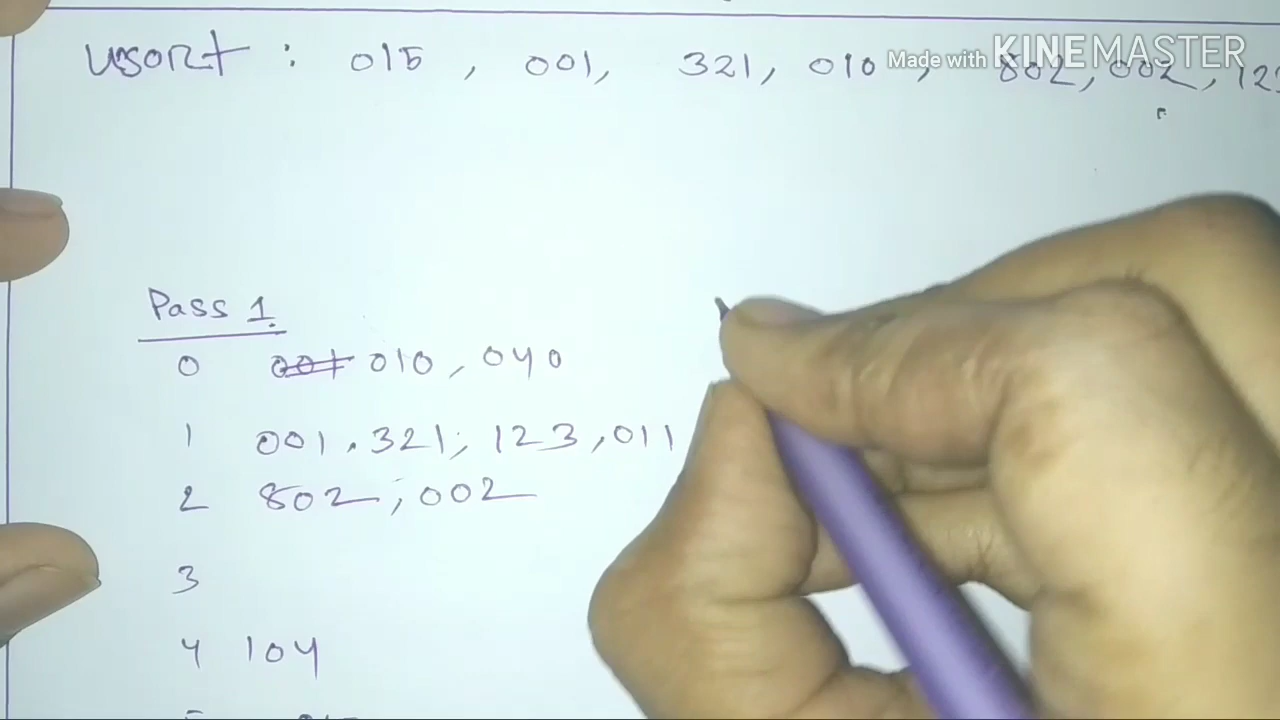 usort : 015 , 001, 321, 010 , 802, 002, 123
Made with KINEMASTER
Pass 1
0 001 010, 040
1 001, 321, 123, 011
2 802, 002
3
4 104